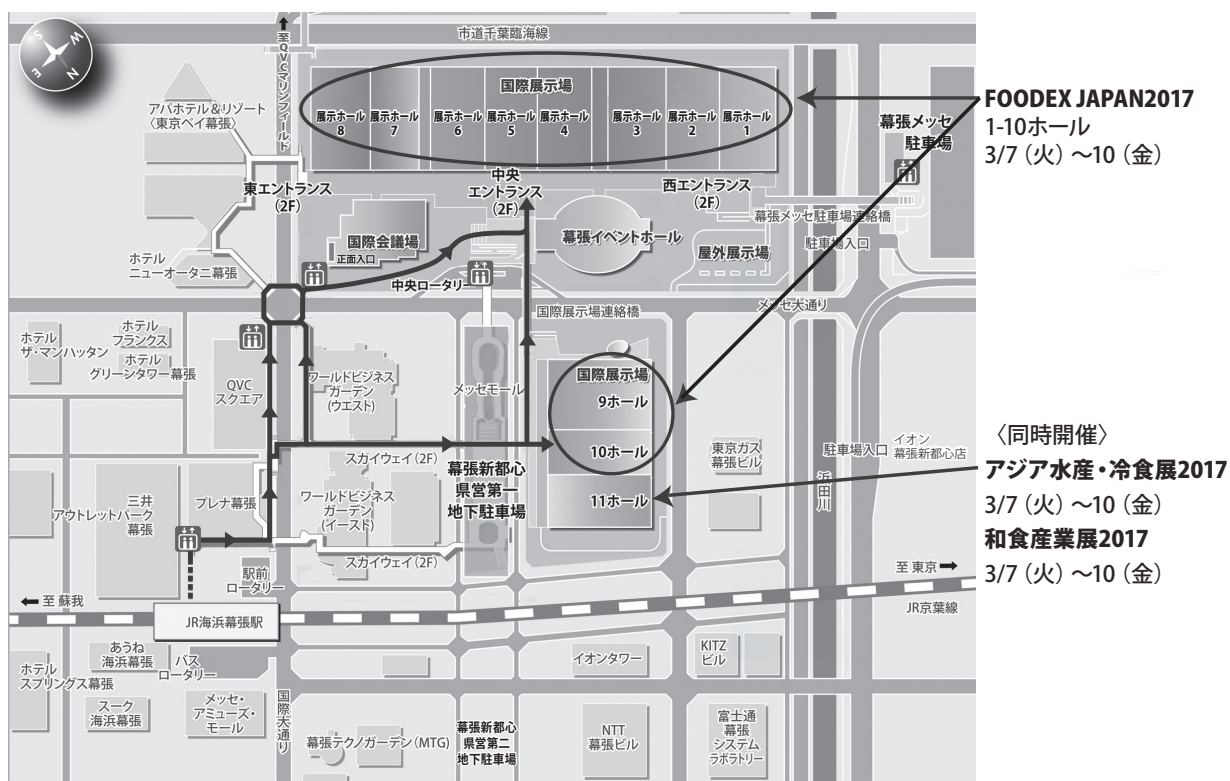 S
W
E
N
至QVCマリンフィールド
市道千葉臨海線
国際展示場
展示ホール
8
展示ホール
7
展示ホール
6
展示ホール
5
展示ホール
4
展示ホール
3
展示ホール
2
展示ホール
1
アパホテル&リゾート
〈東京ベイ幕張〉
東エントランス
(2F)
中央
エントランス
(2F)
西エントランス
(2F)
幕張メッセ
駐車場
幕張メッセ駐車場連絡橋
駐車場入口
国際会議場
正面入口
幕張イベントホール
屋外展示場
ホテル
ニューオータニ幕張
中央ロータリー
国際展示場連絡橋
メッセ大通り
ホテル
ザ・マンハッタン
ホテル
フランクス
ホテル
グリーンタワー幕張
QVC
スクエア
ワールドビジネス
ガーデン
(ウエスト)
メッセモール
国際展示場
9ホール
10ホール
11ホール
スカイウェイ(2F)
幕張新都心
県営第一
地下駐車場
東京ガス
幕張ビル
駐車場入口
イオン
幕張新都心店
浜田川
三井
アウトレットパーク
幕張
プレナ幕張
ワールドビジネス
ガーデン
(イースト)
スカイウェイ(2F)
駅前
ロータリー
至 蘇我
JR海浜幕張駅
至 東京
JR京葉線
あうね
海浜幕張
バス
ロータリー
ホテル
スプリングス幕張
スーク
海浜幕張
メッセ・
アミューズ・
モール
国際大通り
幕張テクノガーデン(MTG)
幕張新都心
県営第二
地下駐車場
イオンタワー
KITZ
ビル
NTT
幕張ビル
富士通
幕張
システム
ラボラトリー
FOODEX JAPAN2017
1-10ホール
3/7(火)〜10(金)
〈同時開催〉
アジア水産・冷食展2017
3/7(火)〜10(金)
和食産業展2017
3/7(火)〜10(金)